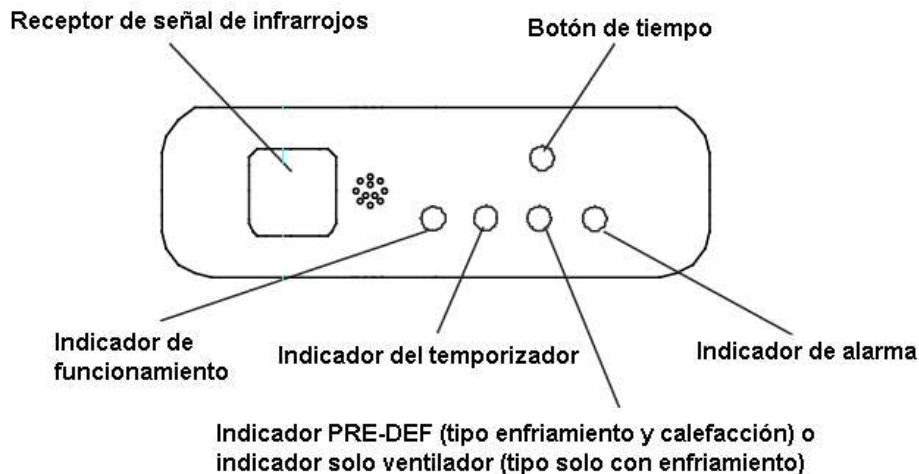 Receptor de señal de infrarrojos
Botón de tiempo
Indicador de
funcionamiento
Indicador del temporizador
Indicador de alarma
Indicador PRE-DEF (tipo enfriamiento y calefacción) o
indicador solo ventilador (tipo solo con enfriamiento)